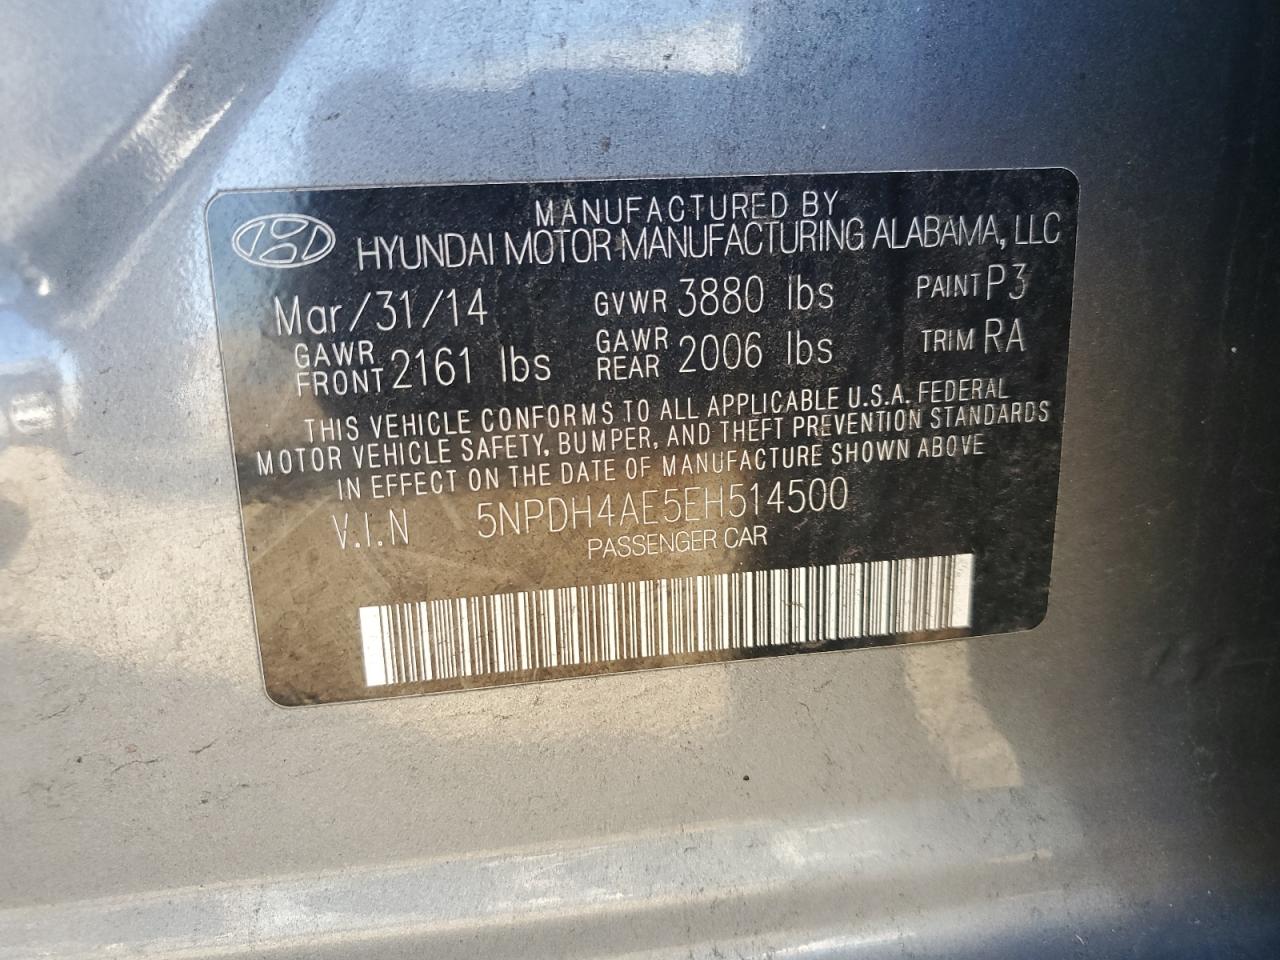 MANUFACTURED BY
HYUNDAI MOTOR MANUFACTURING ALABAMA, LLC
Mar/31/14 GVWR 3880 lbs PAINT P3
GAWR FRONT 2161 lbs GAWR REAR 2006 lbs TRIM RA
THIS VEHICLE CONFORMS TO ALL APPLICABLE U.S.A. FEDERAL
MOTOR VEHICLE SAFETY, BUMPER, AND THEFT PREVENTION STANDARDS
IN EFFECT ON THE DATE OF MANUFACTURE SHOWN ABOVE
V.I.N 5NPDH4AE5EH514500
PASSENGER CAR